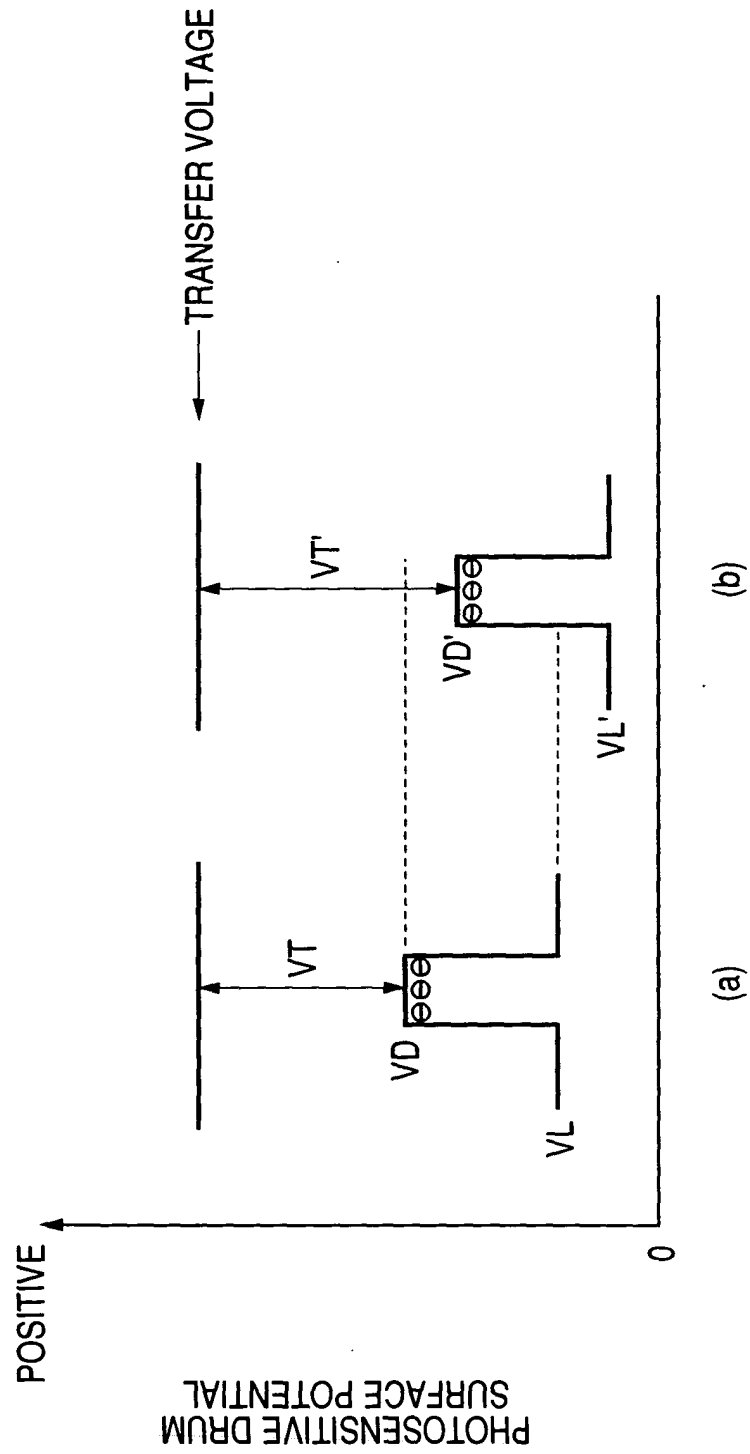 POSITIVE
PHOTOSENSITIVE DRUM
SURFACE POTENTIAL
TRANSFER VOLTAGE
VT
VT'
VD
VD'
VL
VL'
0
(a)
(b)